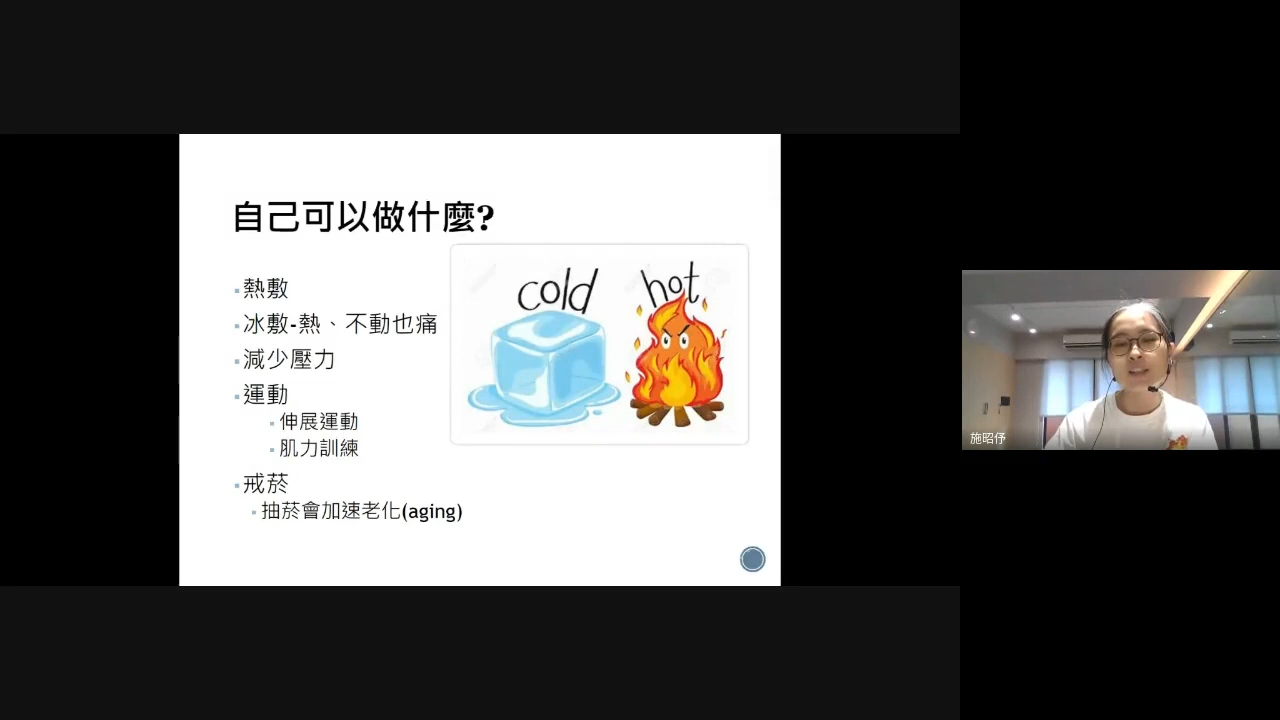 自己可以做什麼?
cold hot
熱敷
冰敷-熱、不動也痛
減少壓力
運動
伸展運動
肌力訓練
戒菸
抽菸會加速老化(aging)
施昭伃